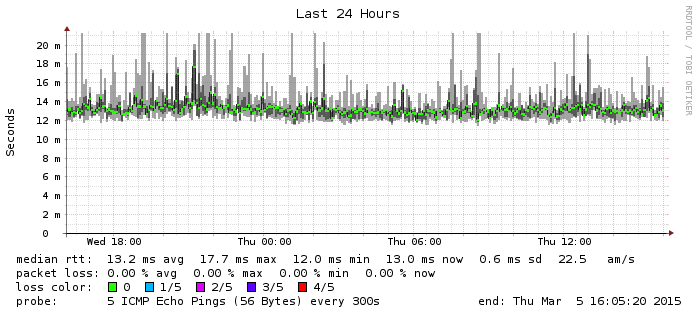 Last 24 Hours
RRDTOOL / TOBI OETIKER
Seconds
20 m
18 m
16 m
14 m
12 m
10 m
8 m
6 m
4 m
2 m
0
Wed 18:00 Thu 00:00 Thu 06:00 Thu 12:00
median rtt: 13.2 ms avg 17.7 ms max 12.0 ms min 13.0 ms now 0.6 ms sd 22.5 am/s
packet loss: 0.00 % avg 0.00 % max 0.00 % min 0.00 % now
loss color: 0 1/5 2/5 3/5 4/5
probe: 5 ICMP Echo Pings (56 Bytes) every 300s end: Thu Mar 5 16:05:20 2015